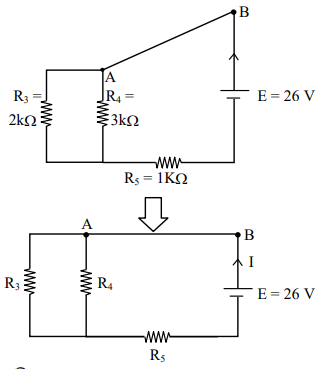 B
A
R₃ =
2kΩ
R₄ =
3kΩ
E = 26 V
R₅ = 1KΩ
A
B
I
R₃
R₄
E = 26 V
R₅